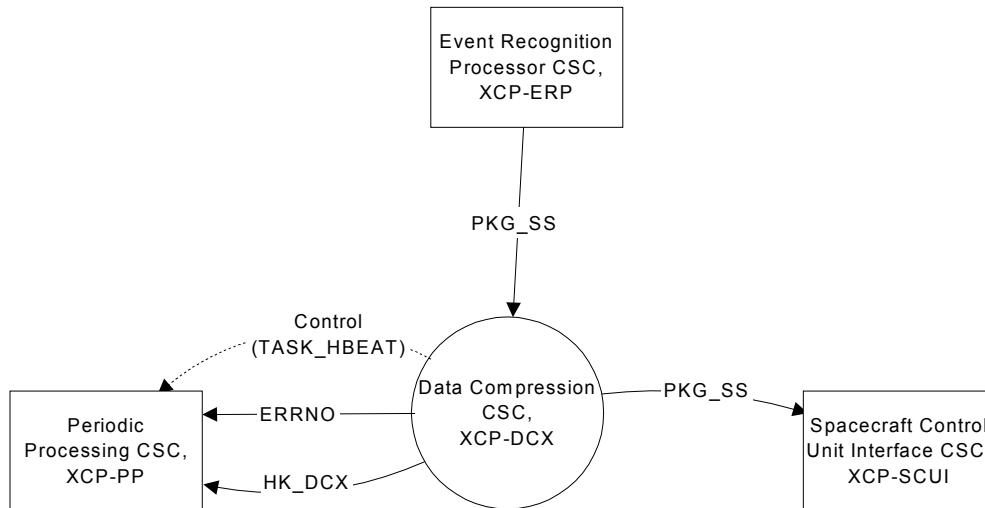 Event Recognition
Processor CSC,
XCP-ERP
PKG_SS
Control
(TASK_HBEAT)
Data Compression
CSC,
XCP-DCX
PKG_SS
ERRNO
HK_DCX
Periodic
Processing CSC,
XCP-PP
Spacecraft Control
Unit Interface CSC,
XCP-SCUI